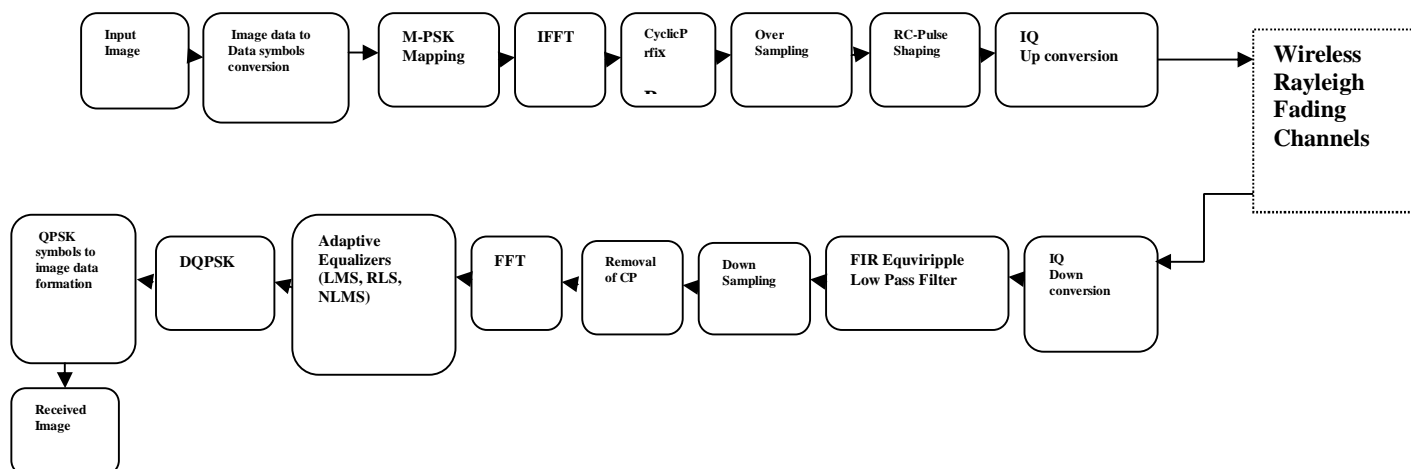 Input
Image
Image data to
Data symbols
conversion
M-PSK
Mapping
IFFT
CyclicP
rfix
Over
Sampling
RC-Pulse
Shaping
IQ
Up conversion
Wireless
Rayleigh
Fading
Channels
QPSK
symbols to
image data
formation
DQPSK
Adaptive
Equalizers
(LMS, RLS,
NLMS)
FFT
Removal
of CP
Down
Sampling
FIR Equviripple
Low Pass Filter
IQ
Down
conversion
Received
Image